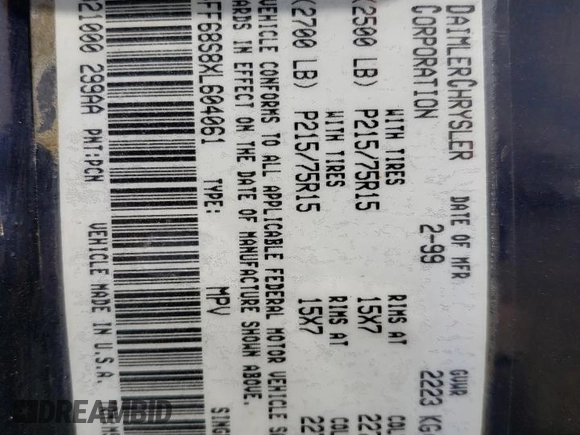 DAIMLERCHRYSLER
CORPORATION
DATE OF MFR
2-99
GVWR
2223 KG
WITH TIRES
RIMS AT
(2500 LB) P215/75R15
15X7
WITH TIRES
RIMS AT
(2700 LB) P215/75R15
15X7
VEHICLE CONFORMS TO ALL APPLICABLE FEDERAL MOTOR VEHICLE
ARDS IN EFFECT ON THE DATE OF MANUFACTURE SHOWN ABOVE.
FF68S8XL604061
TYPE: MPV
21000 299AA PNT:PCN
VEHICLE MADE IN U.S.A.
DREAMBID